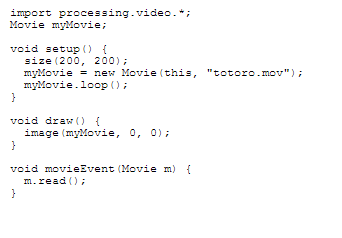 import processing.video.*;
Movie myMovie;

void setup() {
  size(200, 200);
  myMovie = new Movie(this, "totoro.mov");
  myMovie.loop();
}

void draw() {
  image(myMovie, 0, 0);
}

void movieEvent(Movie m) {
  m.read();
}